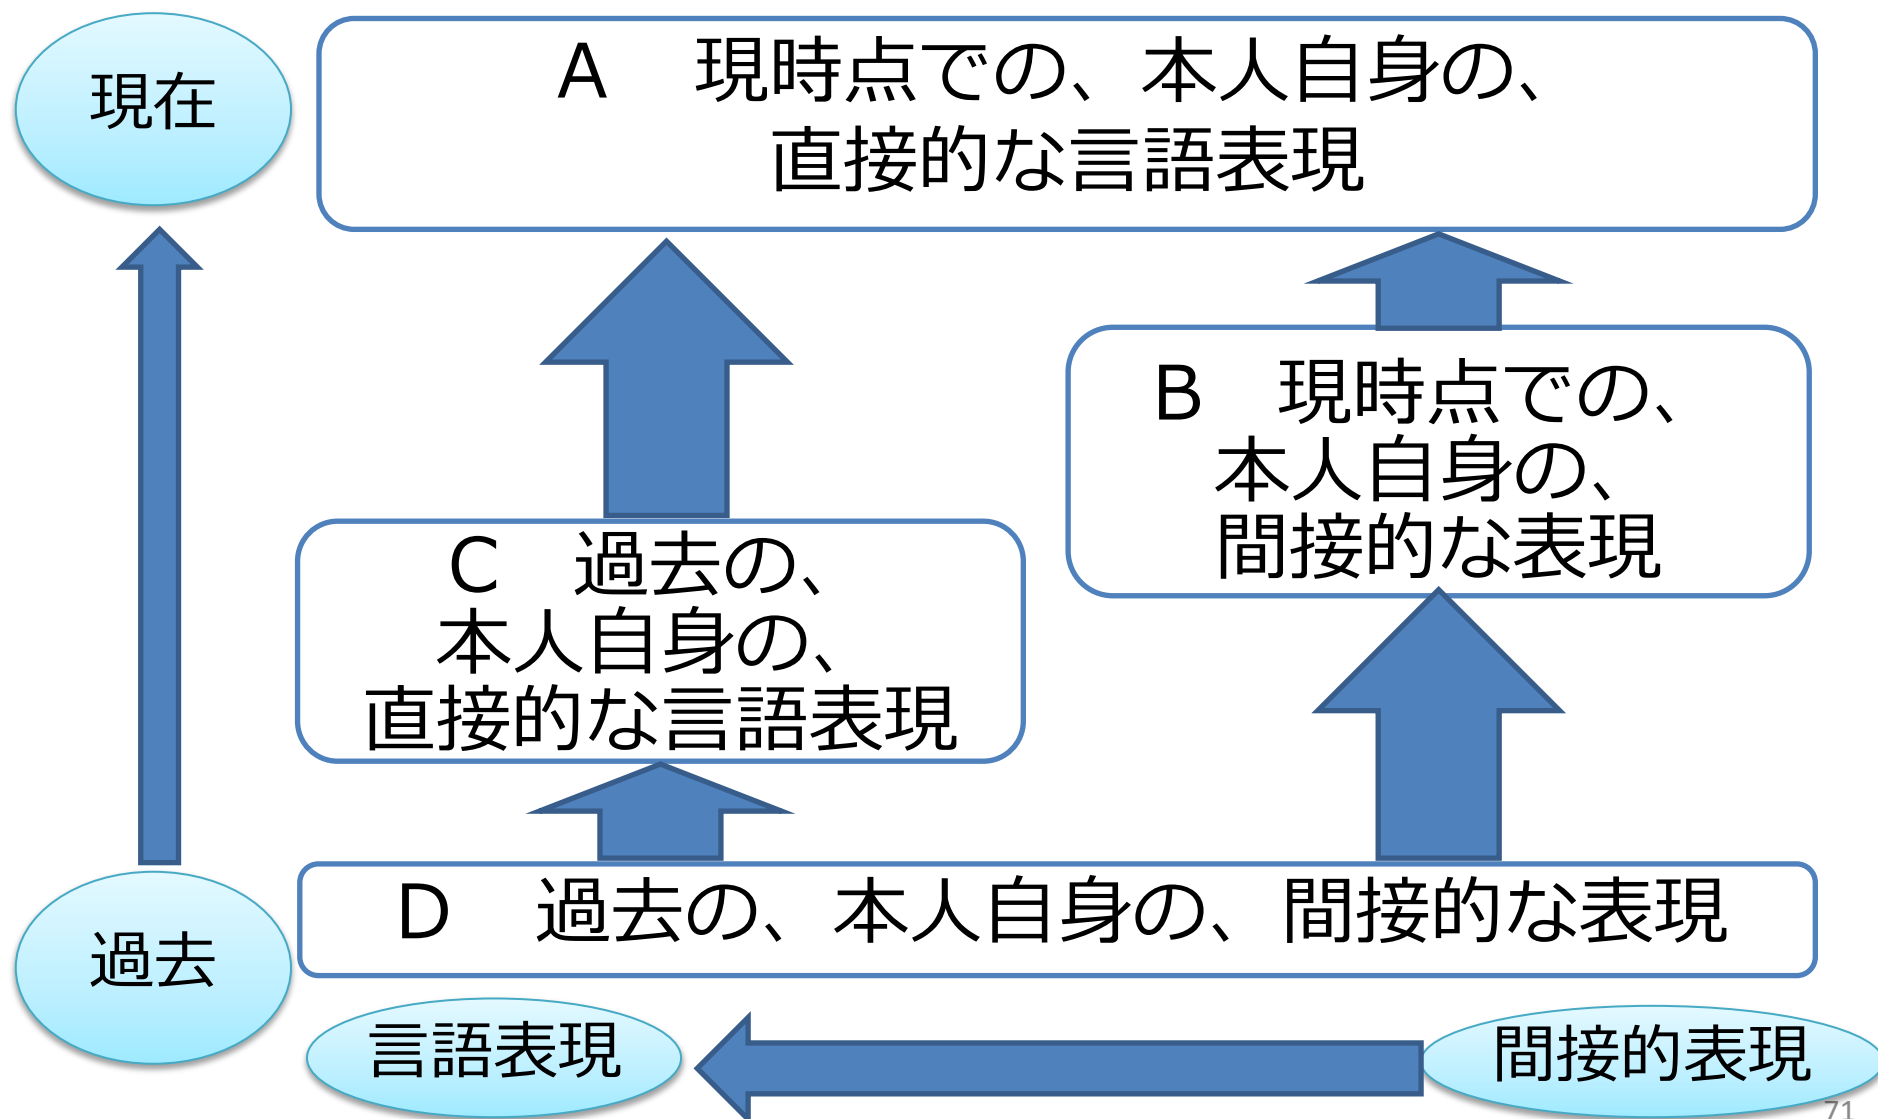 現在
A　現時点での、本人自身の、
直接的な言語表現
B　現時点での、
本人自身の、
間接的な表現
C　過去の、
本人自身の、
直接的な言語表現
D　過去の、本人自身の、間接的な表現
過去
言語表現
間接的表現
71